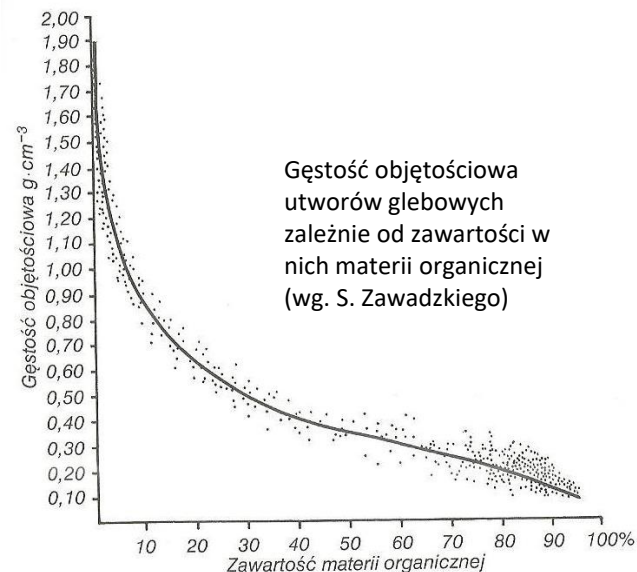 2,00
1,90
1,80
1,70
1,60
1,50
1,40
1,30
1,20
1,10
1,00
0,90
0,80
0,70
0,60
0,50
0,40
0,30
0,20
0,10
Gęstość objętościowa g·cm⁻³
Gęstość objętościowa
utworów glebowych
zależnie od zawartości w
nich materii organicznej
(wg. S. Zawadzkiego)
10 20 30 40 50 60 70 80 90 100%
Zawartość materii organicznej